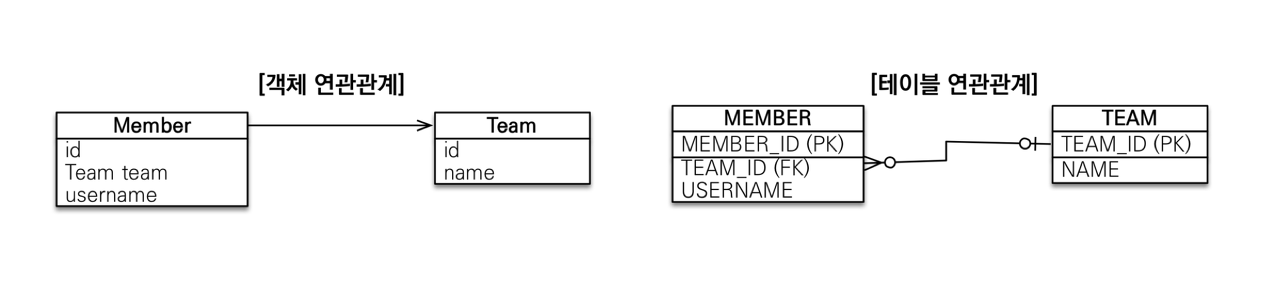 [객체 연관관계]
Member
id
Team team
username
Team
id
name
[테이블 연관관계]
MEMBER
MEMBER_ID (PK)
TEAM_ID (FK)
USERNAME
TEAM
TEAM_ID (PK)
NAME